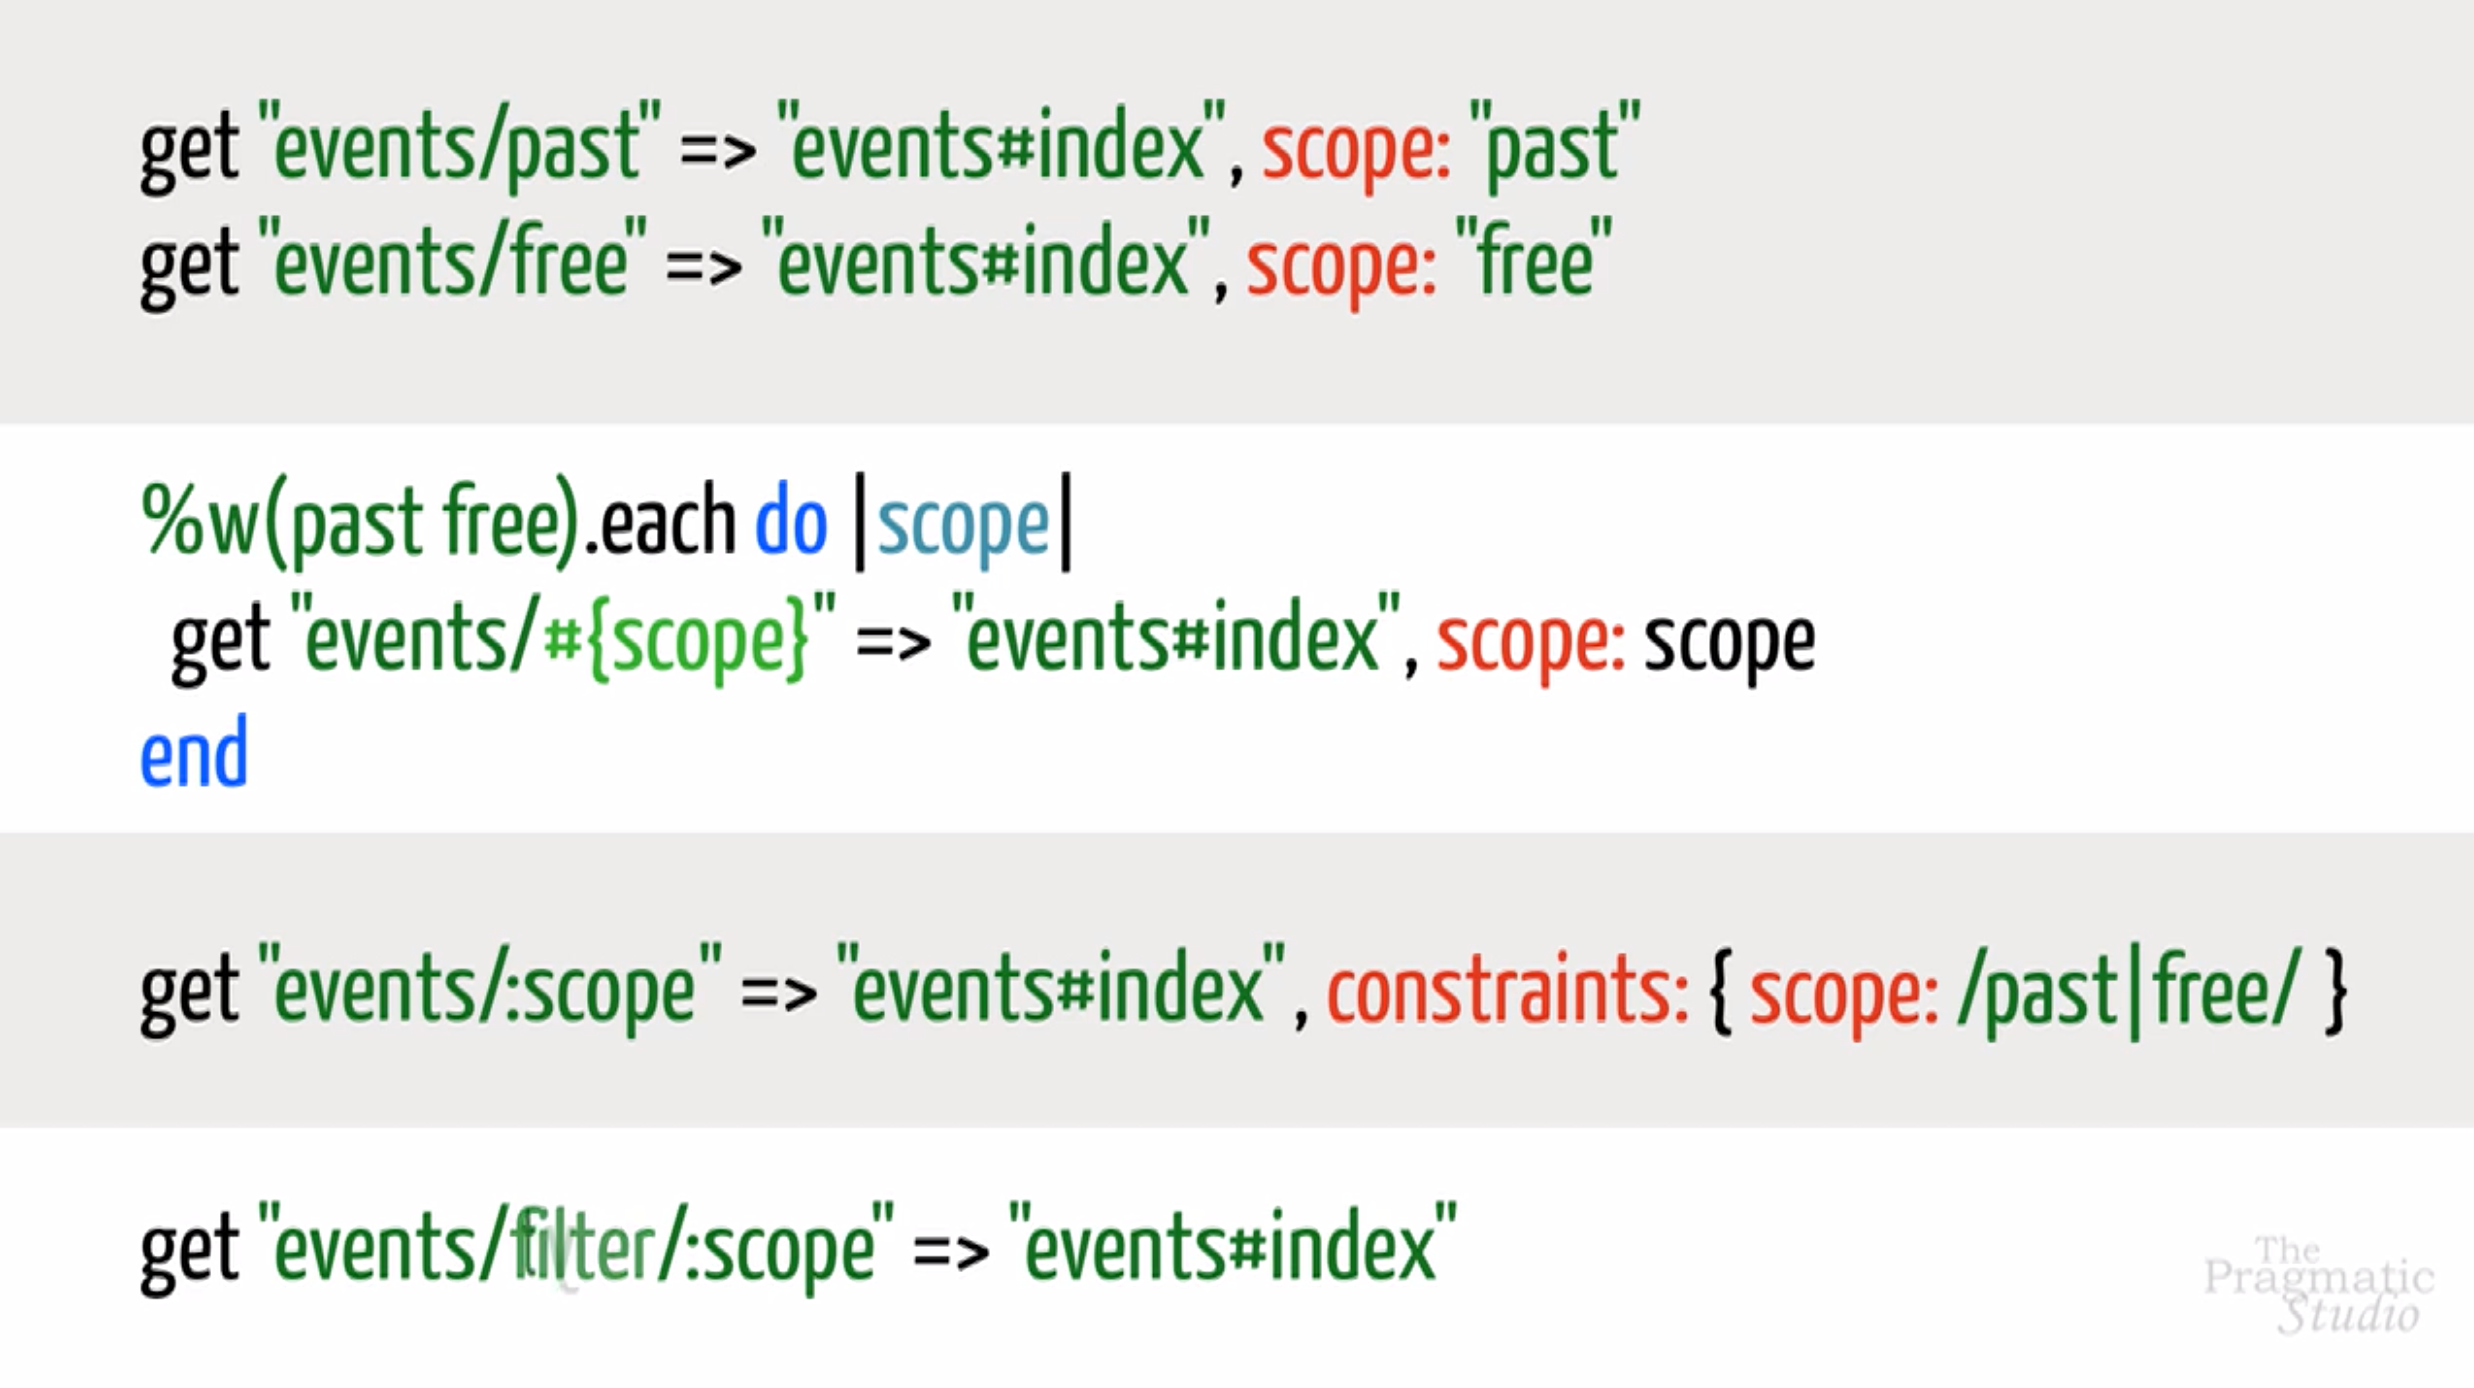 get "events/past" => "events#index", scope: "past"
get "events/free" => "events#index", scope: "free"
%w(past free).each do |scope|
get "events/#{scope}" => "events#index", scope: scope
end
get "events/:scope" => "events#index", constraints: { scope: /past|free/ }
get "events/filter/:scope" => "events#index"
The
Pragmatic
Studio